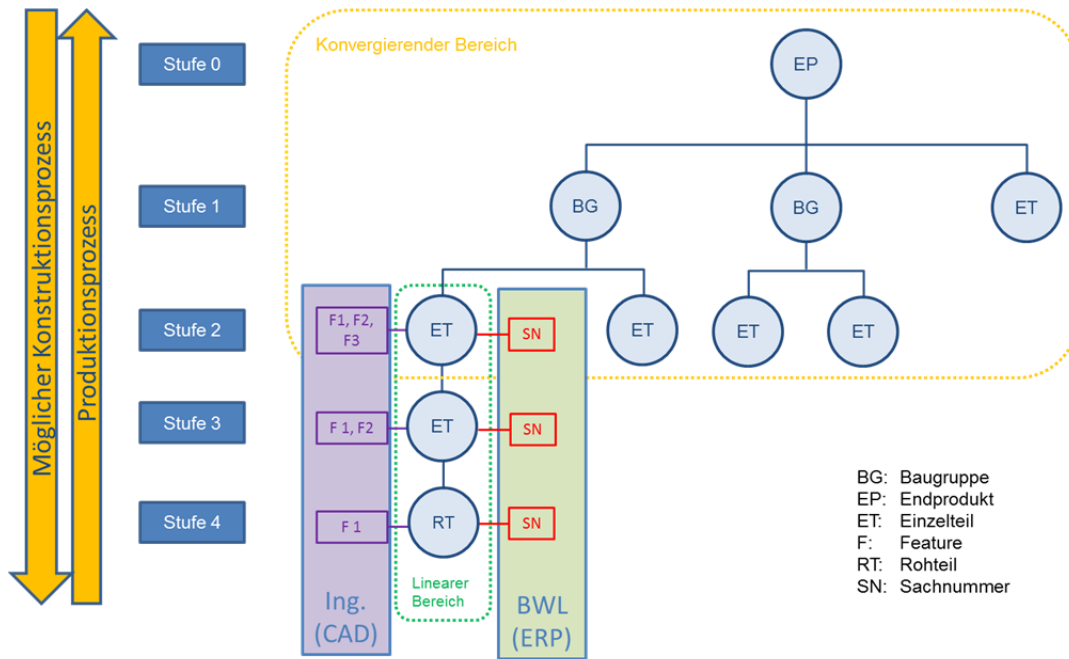 Möglicher Konstruktionsprozess
Produktionsprozess
Konvergierender Bereich
Stufe 0
EP
Stufe 1
BG
BG
ET
Stufe 2
F1, F2,
F3
ET
SN
ET
ET
ET
Stufe 3
F 1, F2
ET
SN
Stufe 4
F 1
RT
SN
Linearer
Bereich
Ing.
(CAD)
BWL
(ERP)
BG: Baugruppe
EP: Endprodukt
ET: Einzelteil
F: Feature
RT: Rohteil
SN: Sachnummer